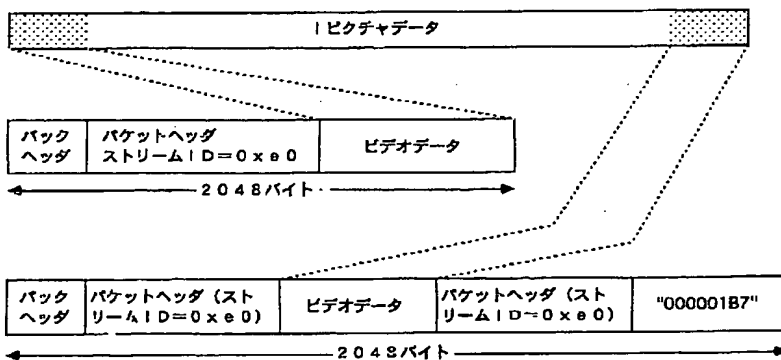 Iピクチャデータ
パック
ヘッダ
パケットヘッダ
ストリームID=0xe0
ビデオデータ
2048バイト
パック
ヘッダ
パケットヘッダ(スト
リームID=0xe0)
ビデオデータ
パケットヘッダ(スト
リームID=0xe0)
"000001B7"
2048バイト